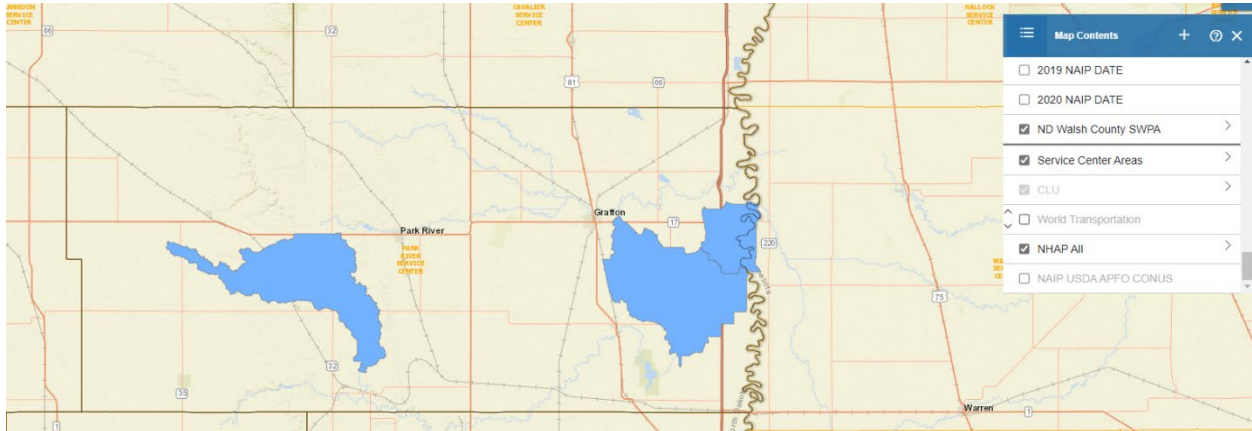 LANGDON
SERVICE
CENTER
CAVALIER
SERVICE
CENTER
HALLOCK
SERVICE
CENTER
66
32
81
66
Grafton
17
Park River
PARK
RIVER
SERVICE
CENTER
220
75
32
35
1
Warren
1
Map Contents
2019 NAIP DATE
2020 NAIP DATE
ND Walsh County SWPA
Service Center Areas
CLU
World Transportation
NHAP All
NAIP USDA APFO CONUS